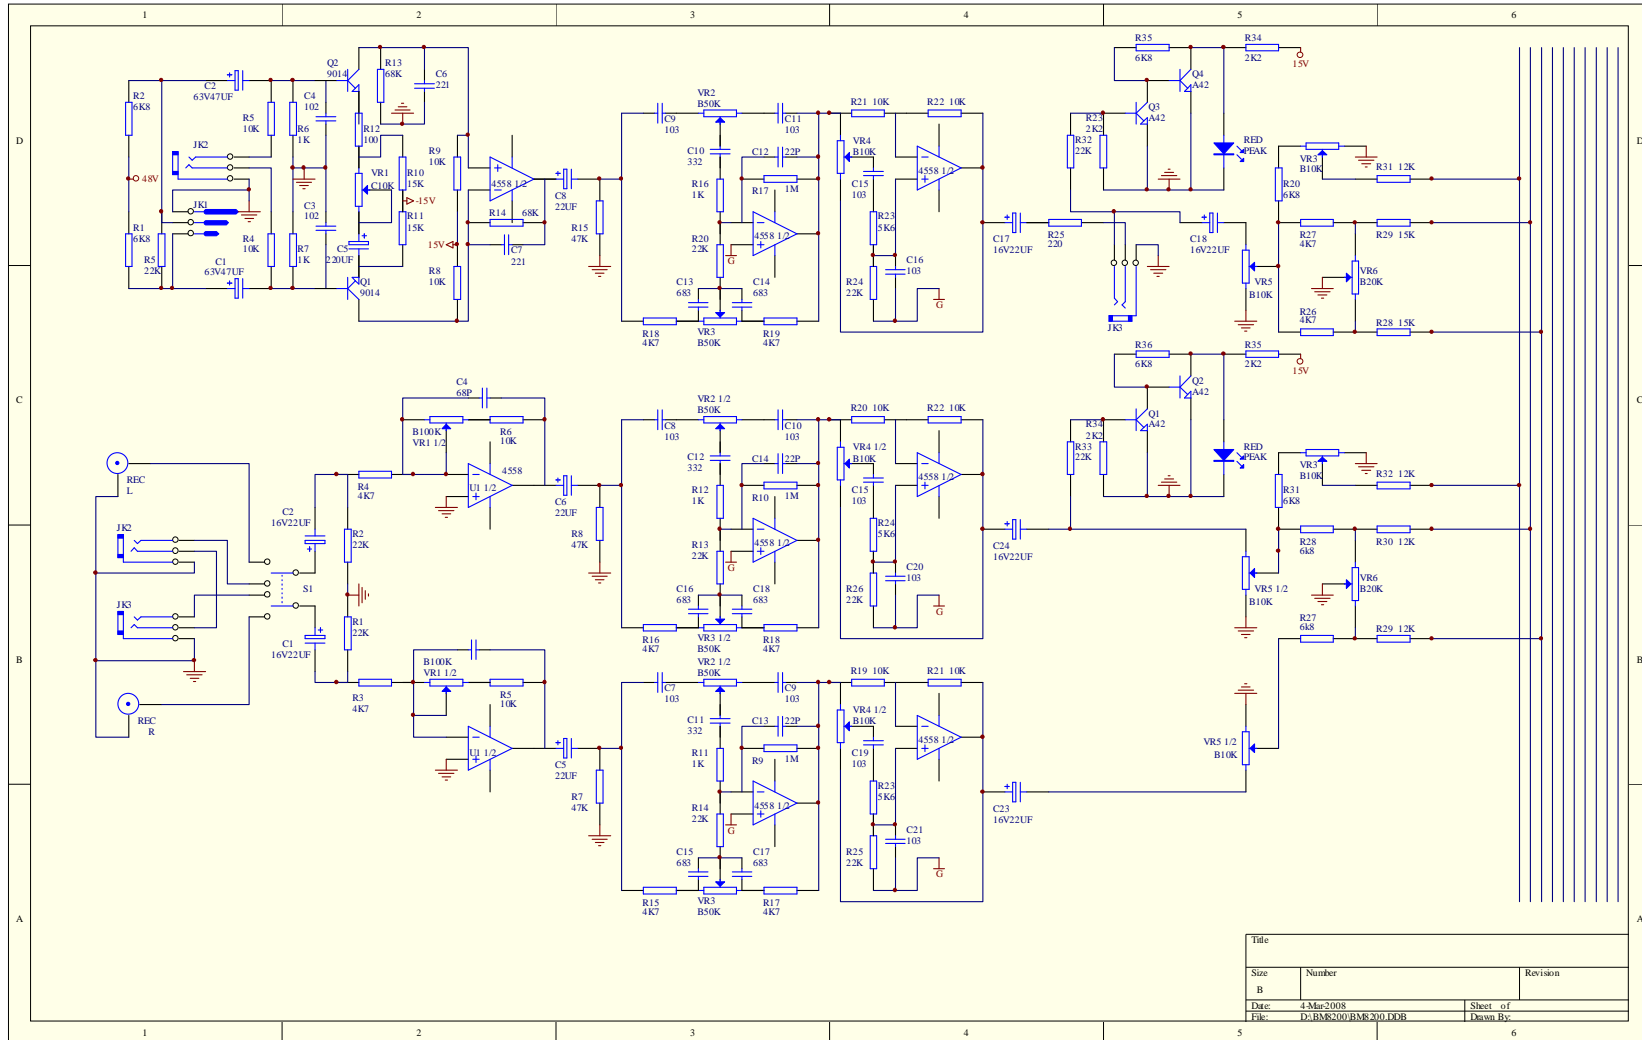 1 2 3 4 5 6
D
C
B
A
D
C
B
A
R2
6K8
C2
63V47UF
R5
10K
C4
102
R6
1K
Q2
9014
R13
68K
C6
221
R12
100
JK2
48V
JK1
VR1
C10K
R10
15K
-15V
R11
15K
R9
10K
4558 1/2
R14 68K
15V
C7
221
R8
10K
R1
6K8
R5
22K
C1
63V47UF
R4
10K
C3
102
R7
1K
C5
220UF
Q1
9014
C8
22UF
R15
47K
C9
103
VR2
B50K
C11
103
C10
332
C12 22P
R16
1K
R17 1M
4558 1/2
R20
22K
G
C13
683
C14
683
R18
4K7
VR3
B50K
R19
4K7
R21 10K
R22 10K
VR4
B10K
C15
103
4558 1/2
R23
5K6
C16
103
R24
22K
G
C17
16V22UF
R25
220
JK3
C18
16V22UF
R35
6K8
R34
2K2
15V
Q4
A42
Q3
A42
R23
2K2
R32
22K
RED
PEAK
VR3
B10K
R20
6K8
R31 12K
R27
4K7
R29 15K
VR5
B10K
VR6
B20K
R26
4K7
R28 15K
REC
L
JK2
JK3
REC
R
S1
C2
16V22UF
R2
22K
R1
22K
C1
16V22UF
R4
4K7
R3
4K7
C4
68P
B100K
VR1 1/2
R6
10K
4558
U1 1/2
C6
22UF
R8
47K
B100K
VR1 1/2
R5
10K
U1 1/2
C5
22UF
R7
47K
C8
103
VR2 1/2
B50K
C10
103
C12
332
C14 22P
R12
1K
R10 1M
4558 1/2
R13
22K
G
C16
683
C18
683
R16
4K7
VR3 1/2
B50K
R18
4K7
R20 10K
R22 10K
VR4 1/2
B10K
C15
103
4558 1/2
R24
5K6
C20
103
R26
22K
G
C24
16V22UF
R36
6K8
R35
2K2
15V
Q2
A42
Q1
A42
R34
2K2
R33
22K
RED
PEAK
VR3
B10K
R31
6K8
R32 12K
R28
6k8
R30 12K
VR5 1/2
B10K
VR6
B20K
R27
6k8
R29 12K
C7
103
VR2 1/2
B50K
C9
103
C11
332
C13 22P
R11
1K
R9 1M
4558 1/2
R14
22K
G
C15
683
C17
683
R15
4K7
VR3
B50K
R17
4K7
R19 10K
R21 10K
VR4 1/2
B10K
C19
103
4558 1/2
R23
5K6
C21
103
R25
22K
G
C23
16V22UF
VR5 1/2
B10K
Title
Size
B
Number
Revision
Date: 4-Mar-2008 Sheet of
File: D:\BM8200\BM8200.DDB Drawn By:
1 2 3 4 5 6